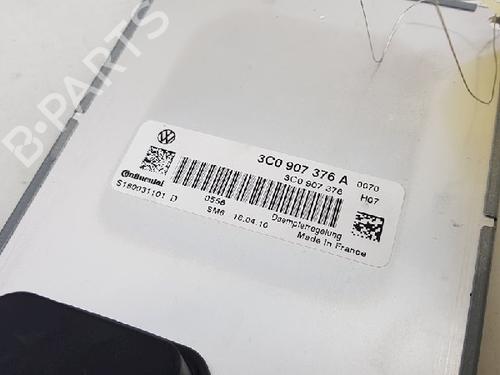 B-PARTS
3C0 907 376 A 0070
3C0 907 376 H07
Continental
S180031101 D 0556 Daempferregelung
SM6 16.04.10 Made in France